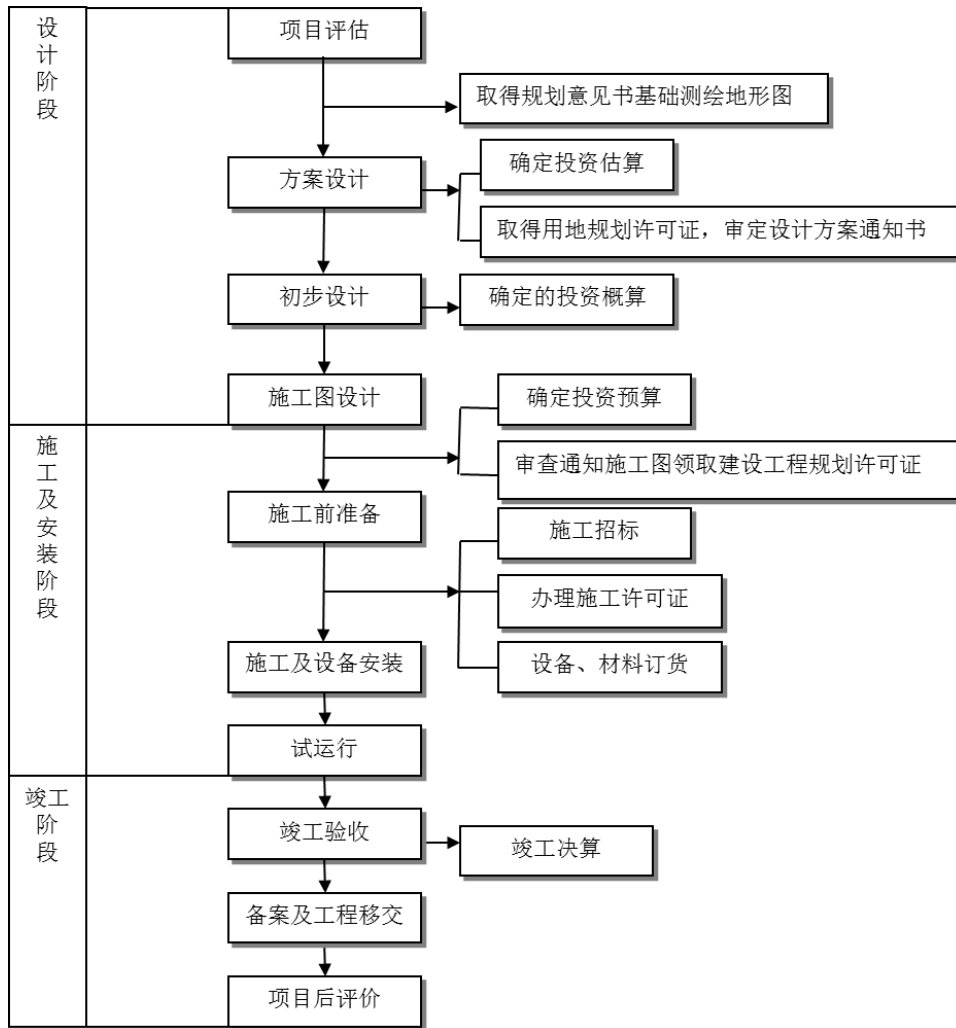 设
计
阶
段
项目评估
取得规划意见书基础测绘地形图
方案设计
确定投资估算
取得用地规划许可证，审定设计方案通知书
初步设计
确定的投资概算
施工图设计
确定投资预算
施
工
及
安
装
阶
段
审查通知施工图领取建设工程规划许可证
施工前准备
施工招标
办理施工许可证
施工及设备安装
设备、材料订货
试运行
竣工
阶
段
竣工验收
竣工决算
备案及工程移交
项目后评价